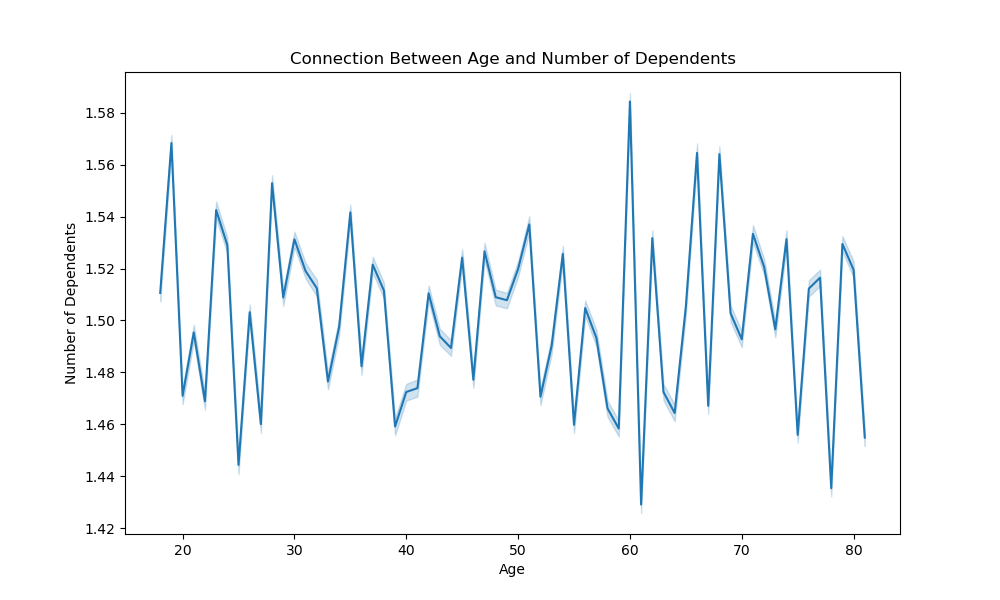 Connection Between Age and Number of Dependents
Number of Dependents
1.58
1.56
1.54
1.52
1.50
1.48
1.46
1.44
1.42
20 30 40 50 60 70 80
Age